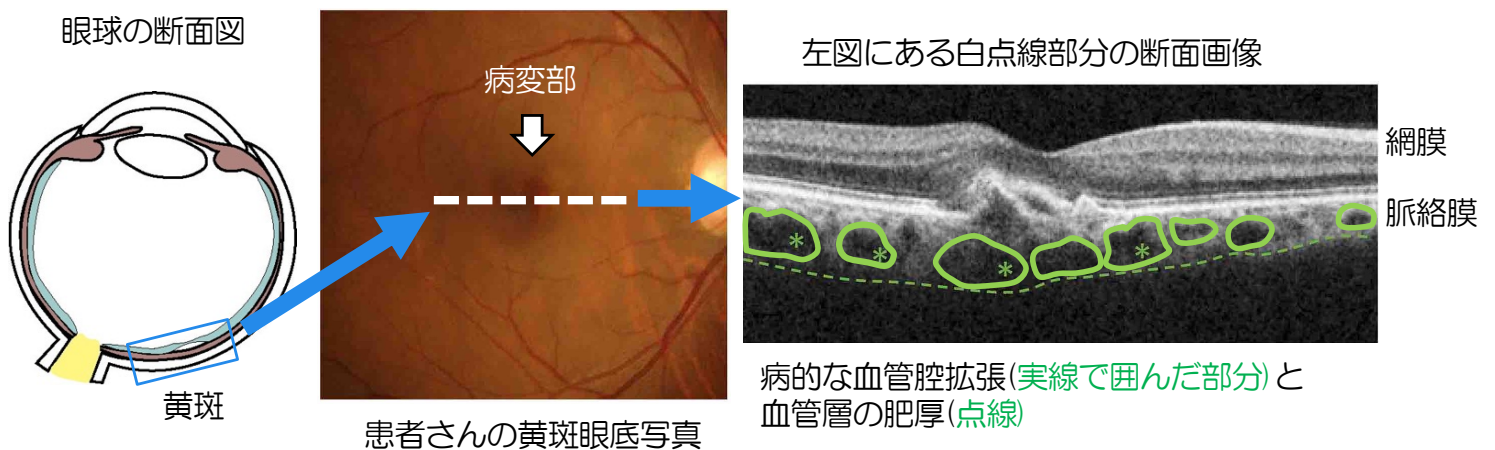 眼球の断面図
黄斑
病変部
患者さんの黄斑眼底写真
左図にある白点線部分の断面画像
網膜
脈絡膜
* * * *
病的な血管腔拡張(実線で囲んだ部分)と
血管層の肥厚(点線)